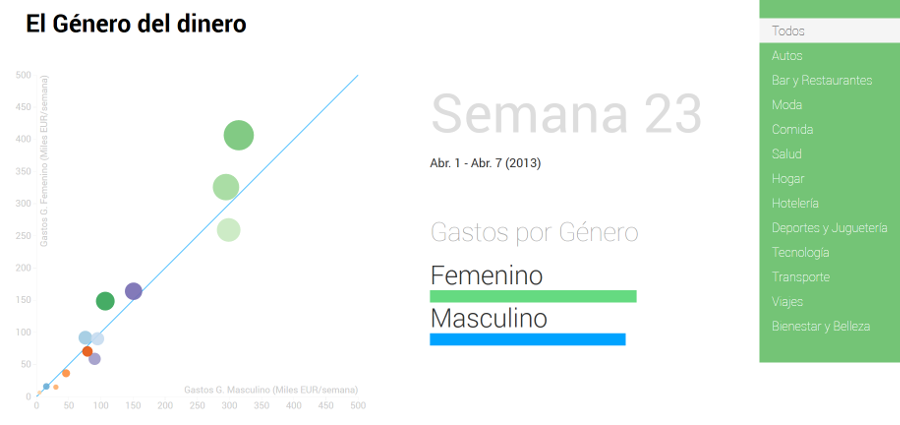 El Género del dinero
500
450
400
350
300
250
200
150
100
50
0
Gastos G. Femenino (Miles EUR/semana)
Gastos G. Masculino (Miles EUR/semana)
0 50 100 150 200 250 300 350 400 450 500
Semana 23
Abr. 1 - Abr. 7 (2013)
Gastos por Género
Femenino
Masculino
Todos
Autos
Bar y Restaurantes
Moda
Comida
Salud
Hogar
Hotelería
Deportes y Juguetería
Tecnología
Transporte
Viajes
Bienestar y Belleza